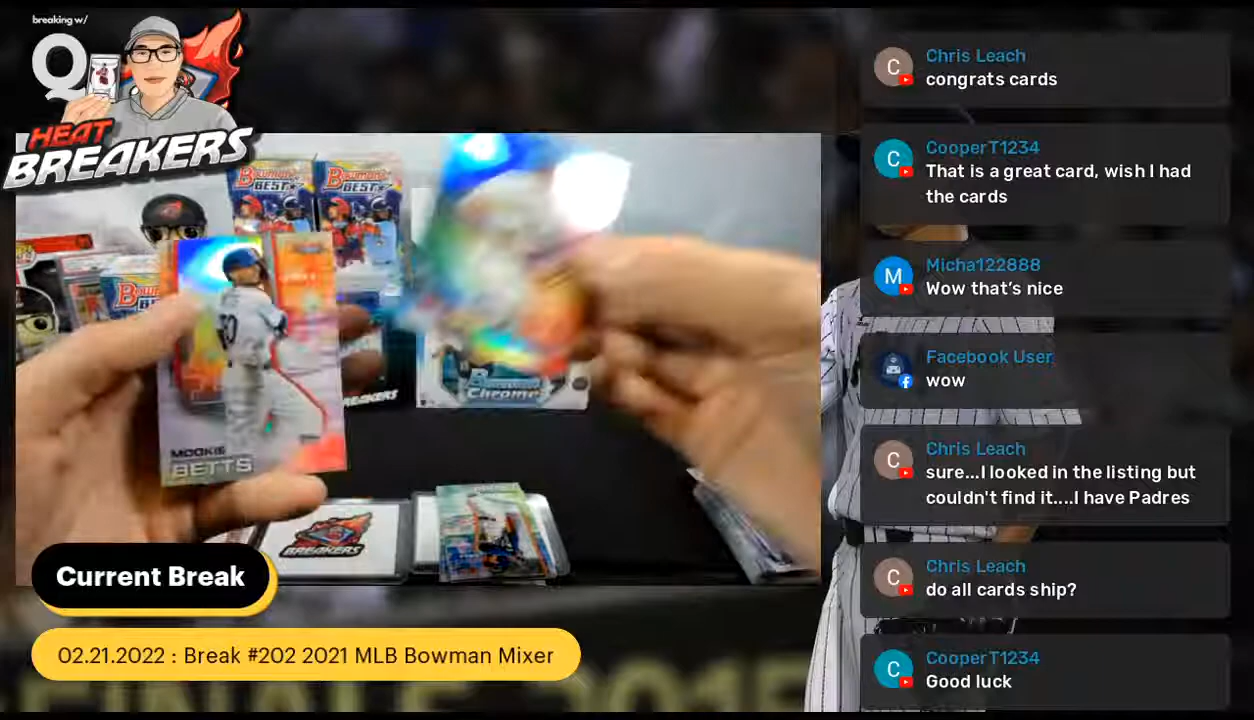 breaking w/
Q
HEAT
BREAKERS
Bowman's
BEST
Bowman's
BEST
MOOKIE
BETTS
Bowman
Chrome
BREAKERS
BREAKERS
Current Break
02.21.2022 : Break #202 2021 MLB Bowman Mixer
Chris Leach
congrats cards
CooperT1234
That is a great card, wish I had
the cards
Micha122888
Wow that's nice
Facebook User
wow
Chris Leach
sure...I looked in the listing but
couldn't find it....I have Padres
Chris Leach
do all cards ship?
CooperT1234
Good luck